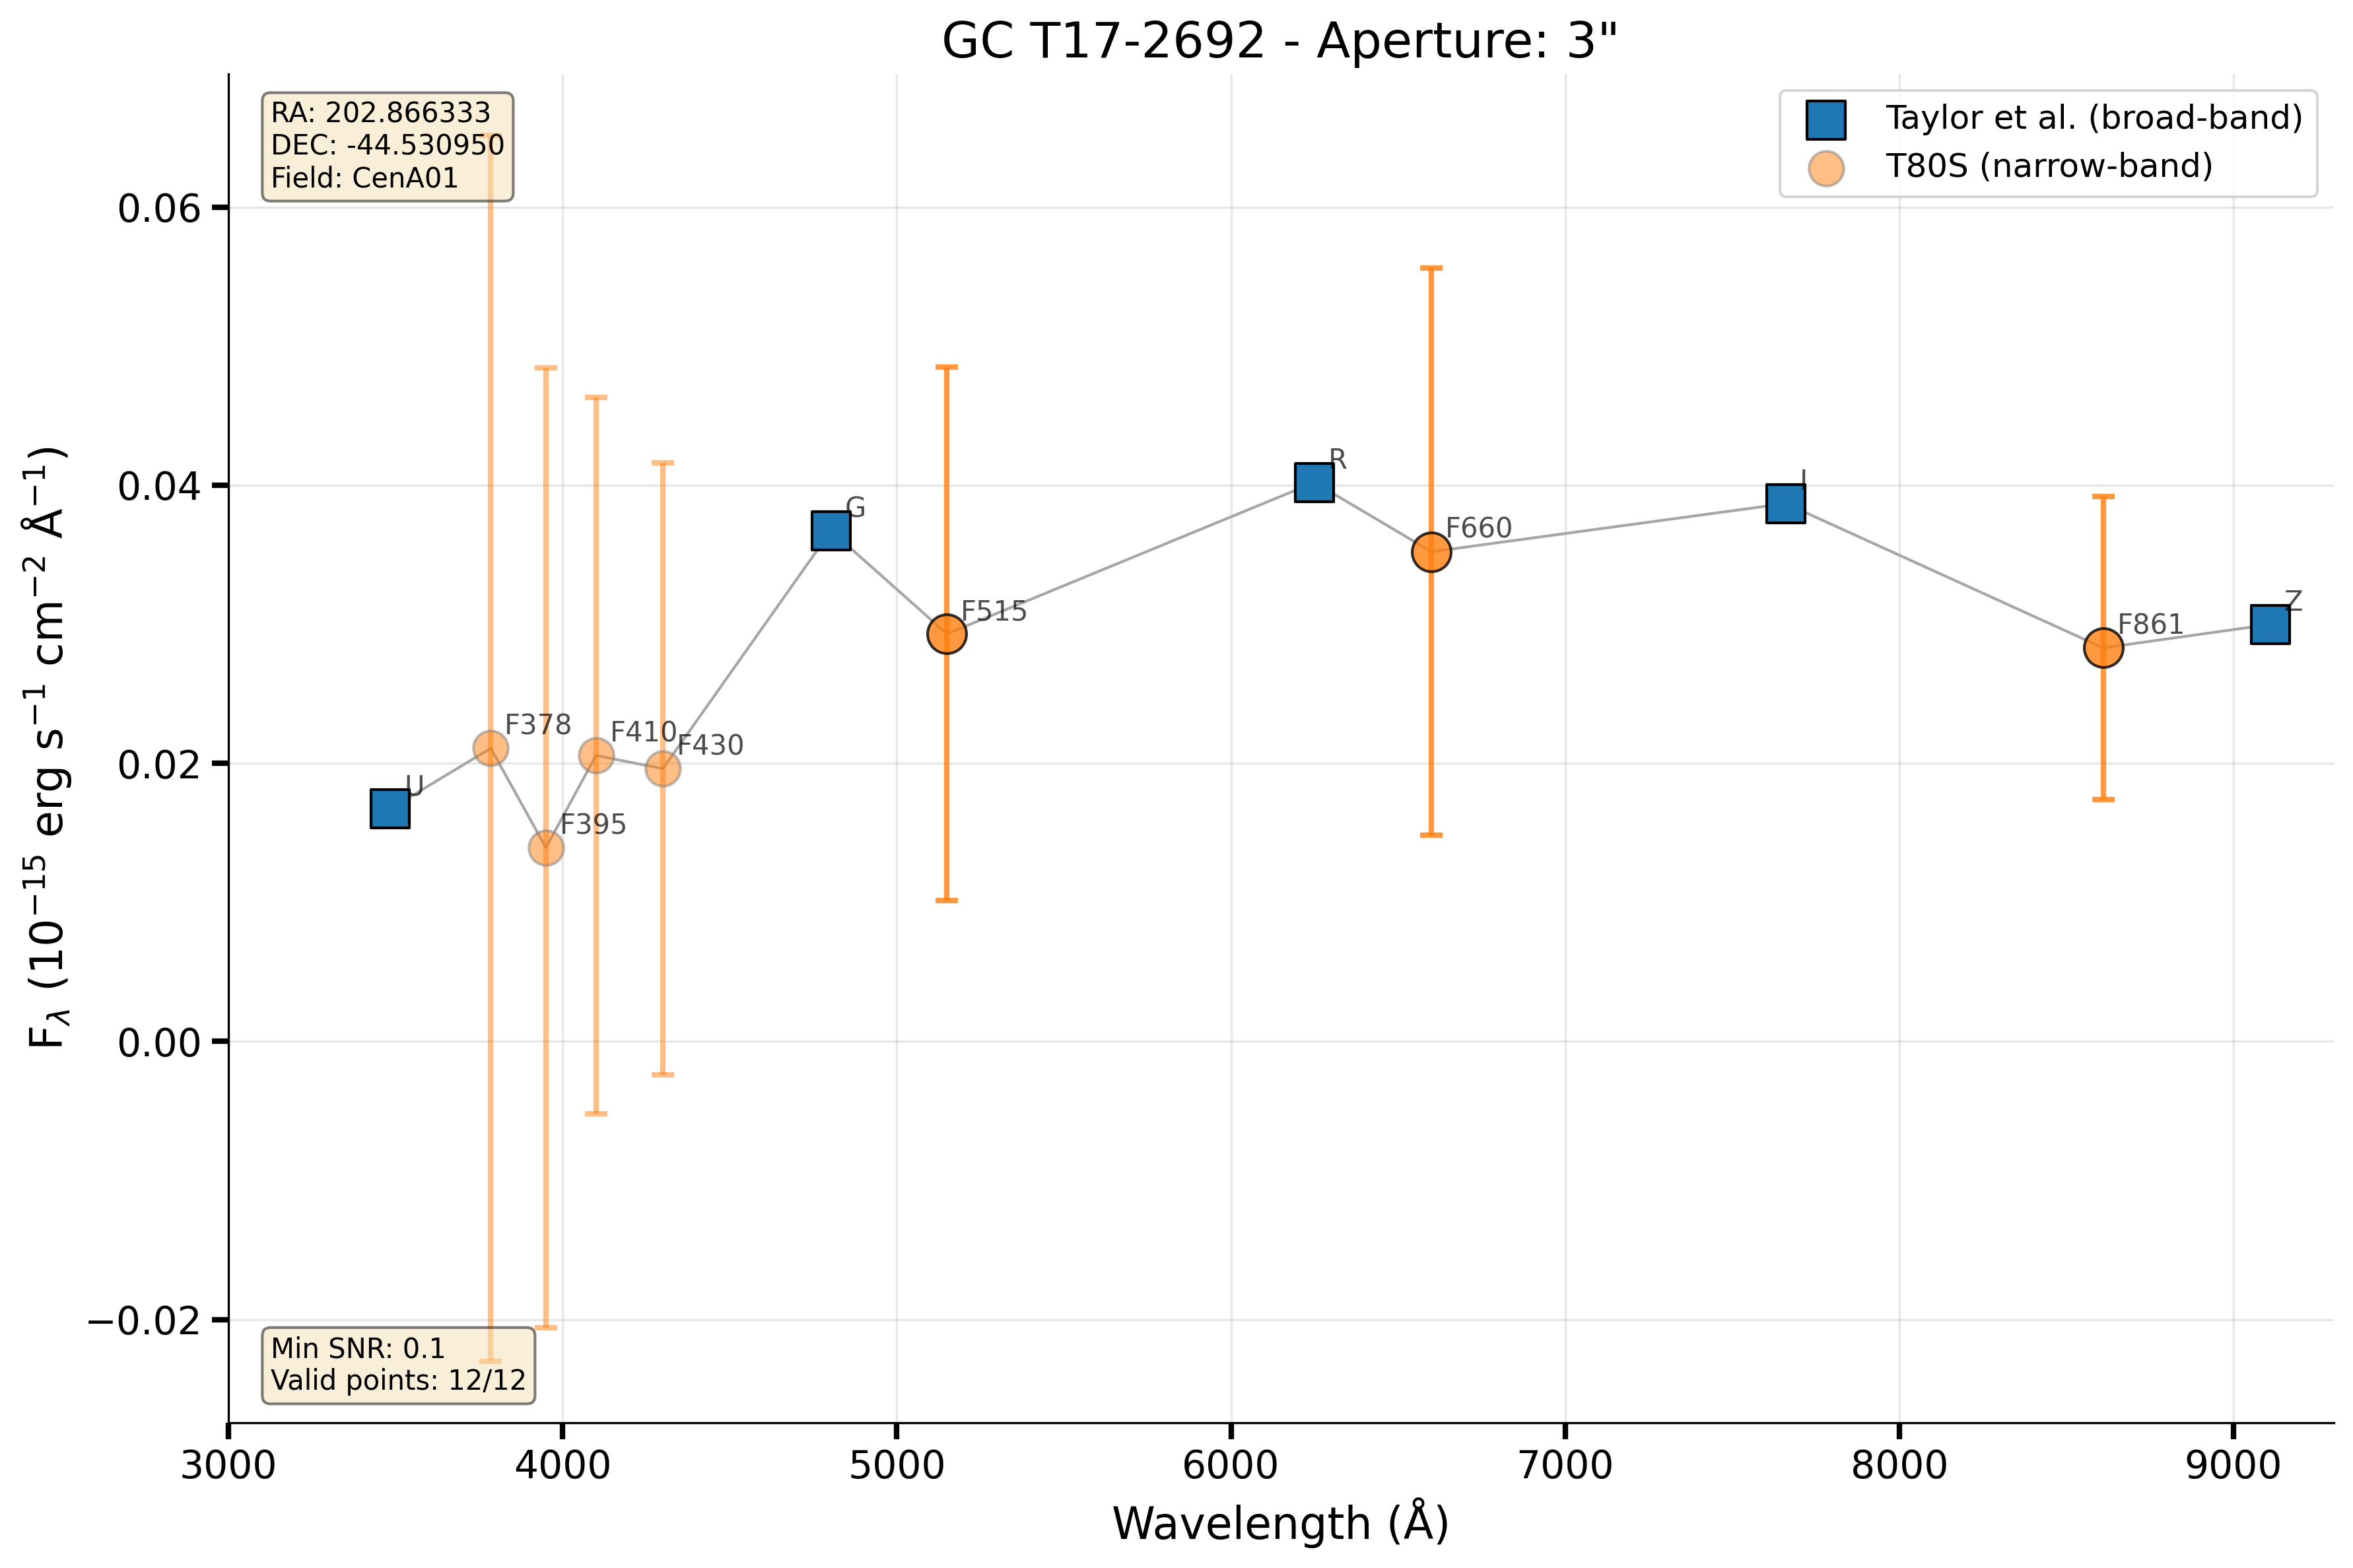 GC T17-2692 - Aperture: 3"
RA: 202.866333
DEC: -44.530950
Field: CenA01
Taylor et al. (broad-band)
T80S (narrow-band)
F_λ (10⁻¹⁵ erg s⁻¹ cm⁻² Å⁻¹)
0.06
0.04
0.02
0.00
−0.02
U
F378
F395
F410
F430
G
F515
R
F660
I
F861
Z
Min SNR: 0.1
Valid points: 12/12
3000
4000
5000
6000
7000
8000
9000
Wavelength (Å)